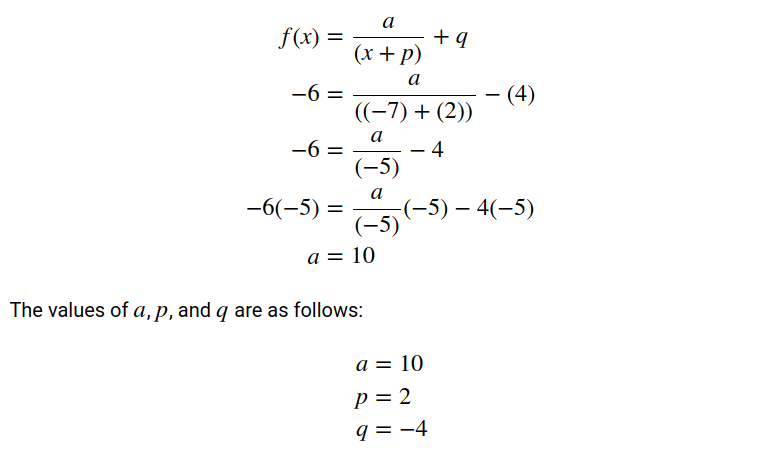 f(x) = a/(x + p) + q
−6 = a/((−7) + (2)) − (4)
−6 = a/(−5) − 4
−6(−5) = a/(−5) (−5) − 4(−5)
a = 10
The values of a, p, and q are as follows:
a = 10
p = 2
q = −4